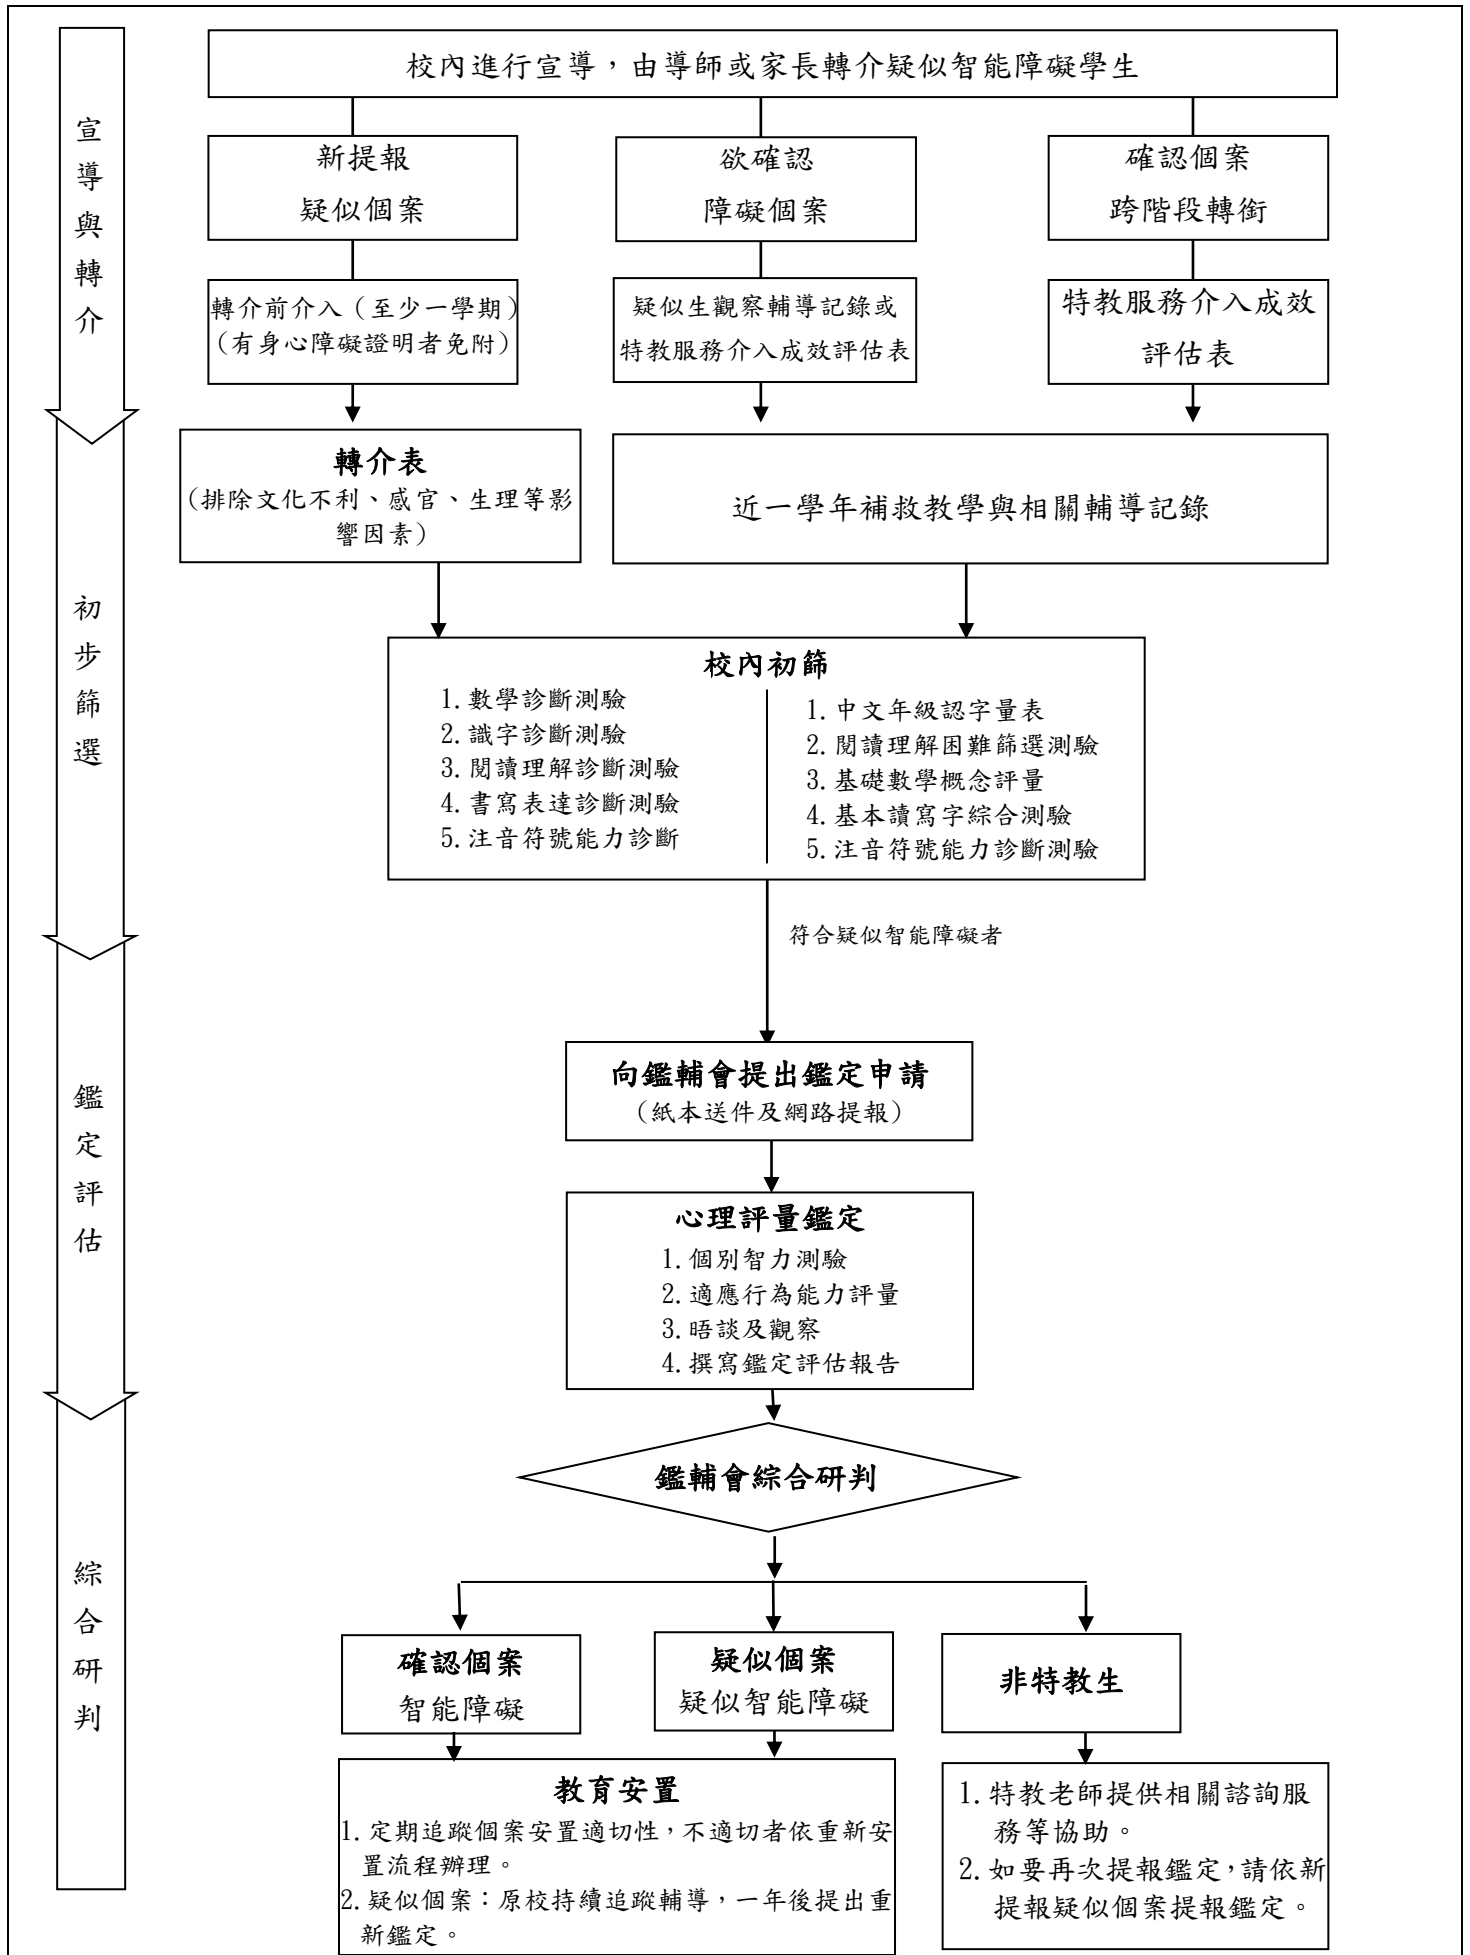 校內進行宣導，由導師或家長轉介疑似智能障礙學生
宣導與轉介
新提報
疑似個案
欲確認
障礙個案
確認個案
跨階段轉銜
轉介前介入（至少一學期）
（有身心障礙證明者免附）
疑似生觀察輔導記錄或
特教服務介入成效評估表
特教服務介入成效
評估表
初步篩選
轉介表
（排除文化不利、感官、生理等影
響因素）
近一學年補救教學與相關輔導記錄
校內初篩
1.數學診斷測驗
2.識字診斷測驗
3.閱讀理解診斷測驗
4.書寫表達診斷測驗
5.注音符號能力診斷
1.中文年級認字量表
2.閱讀理解困難篩選測驗
3.基礎數學概念評量
4.基本讀寫字綜合測驗
5.注音符號能力診斷測驗
符合疑似智能障礙者
鑑定評估
向鑑輔會提出鑑定申請
（紙本送件及網路提報）
心理評量鑑定
1.個別智力測驗
2.適應行為能力評量
3.晤談及觀察
4.撰寫鑑定評估報告
鑑輔會綜合研判
綜合研判
確認個案
智能障礙
疑似個案
疑似智能障礙
非特教生
教育安置
1.定期追蹤個案安置適切性，不適切者依重新安
置流程辦理。
2.疑似個案：原校持續追蹤輔導，一年後提出重
新鑑定。
1.特教老師提供相關諮詢服
務等協助。
2.如要再次提報鑑定，請依新
提報疑似個案提報鑑定。